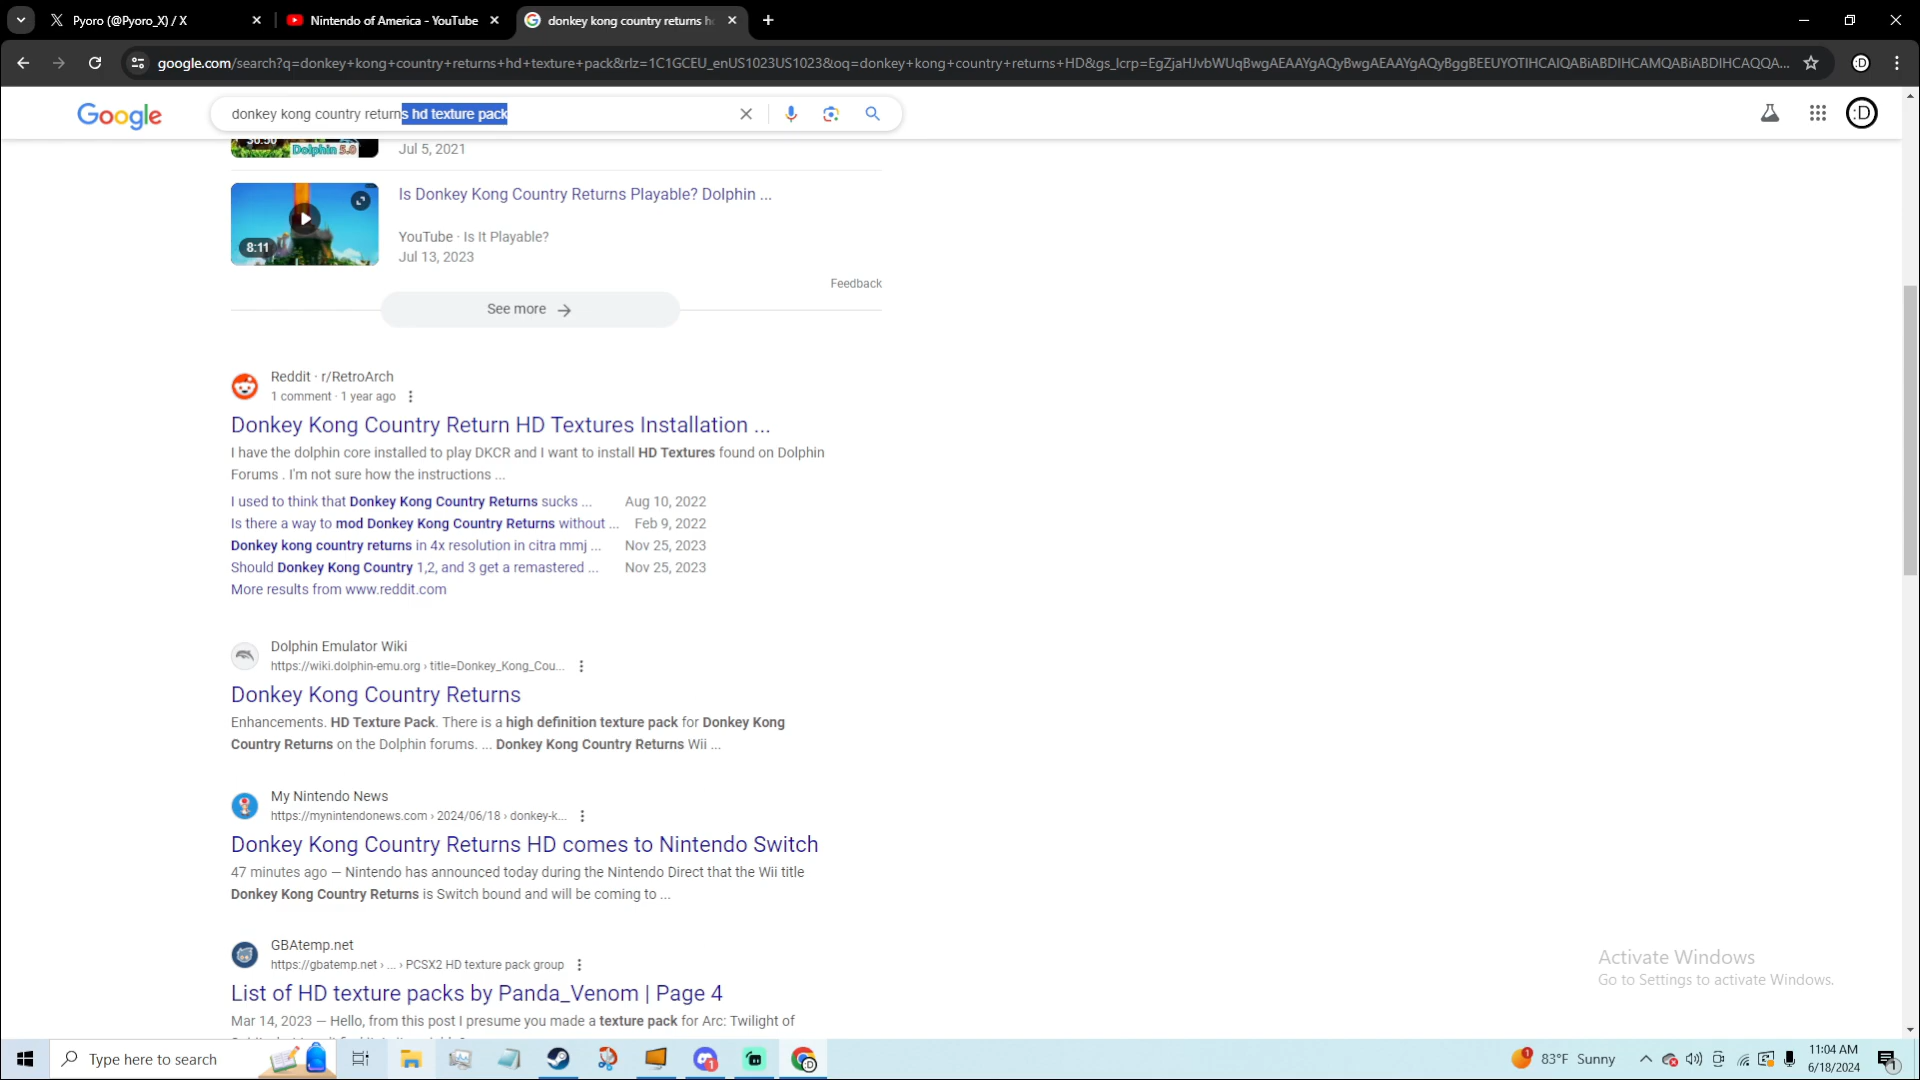 Pyoro (@Pyoro_X) / X
Nintendo of America - YouTube
donkey kong country returns h
google.com/search?q=donkey+kong+country+returns+hd+texture+pack&rlz=1C1GCEU_enUS1023US1023&oq=donkey+kong+country+returns+HD&gs_lcrp=EgZjaHJvbWUqBwgAEAAYgAQyBwgAEAAYgAQyBggBEEUYOTIHCAIQABiABDIHCAMQABiABDIHCAQQA...
Google
donkey kong country returns hd texture pack
:D
Dolphin 5.0
Jul 5, 2021
Is Donkey Kong Country Returns Playable? Dolphin ...
8:11
YouTube · Is It Playable?
Jul 13, 2023
Feedback
See more
Reddit · r/RetroArch
1 comment · 1 year ago
Donkey Kong Country Return HD Textures Installation ...
I have the dolphin core installed to play DKCR and I want to install HD Textures found on Dolphin
Forums . I'm not sure how the instructions ...
I used to think that Donkey Kong Country Returns sucks ... Aug 10, 2022
Is there a way to mod Donkey Kong Country Returns without ... Feb 9, 2022
Donkey kong country returns in 4x resolution in citra mmj ... Nov 25, 2023
Should Donkey Kong Country 1,2, and 3 get a remastered ... Nov 25, 2023
More results from www.reddit.com
Dolphin Emulator Wiki
https://wiki.dolphin-emu.org › title=Donkey_Kong_Cou...
Donkey Kong Country Returns
Enhancements. HD Texture Pack. There is a high definition texture pack for Donkey Kong
Country Returns on the Dolphin forums. ... Donkey Kong Country Returns Wii ...
My Nintendo News
https://mynintendonews.com › 2024/06/18 › donkey-k...
Donkey Kong Country Returns HD comes to Nintendo Switch
47 minutes ago — Nintendo has announced today during the Nintendo Direct that the Wii title
Donkey Kong Country Returns is Switch bound and will be coming to ...
GBAtemp.net
https://gbatemp.net › ... › PCSX2 HD texture pack group
List of HD texture packs by Panda_Venom | Page 4
Mar 14, 2023 — Hello, from this post I presume you made a texture pack for Arc: Twilight of
Activate Windows
Go to Settings to activate Windows.
Type here to search
83°F Sunny
11:04 AM
6/18/2024